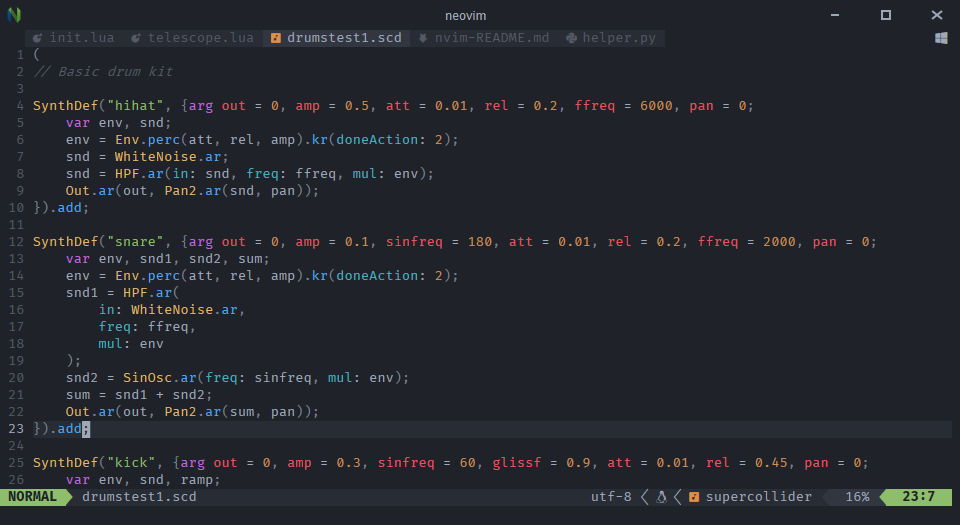 neovim
init.lua telescope.lua drumstest1.scd nvim-README.md helper.py
1 (
2 // Basic drum kit
3
4 SynthDef("hihat", {arg out = 0, amp = 0.5, att = 0.01, rel = 0.2, ffreq = 6000, pan = 0;
5     var env, snd;
6     env = Env.perc(att, rel, amp).kr(doneAction: 2);
7     snd = WhiteNoise.ar;
8     snd = HPF.ar(in: snd, freq: ffreq, mul: env);
9     Out.ar(out, Pan2.ar(snd, pan));
10 }).add;
11
12 SynthDef("snare", {arg out = 0, amp = 0.1, sinfreq = 180, att = 0.01, rel = 0.2, ffreq = 2000, pan = 0;
13     var env, snd1, snd2, sum;
14     env = Env.perc(att, rel, amp).kr(doneAction: 2);
15     snd1 = HPF.ar(
16         in: WhiteNoise.ar,
17         freq: ffreq,
18         mul: env
19     );
20     snd2 = SinOsc.ar(freq: sinfreq, mul: env);
21     sum = snd1 + snd2;
22     Out.ar(out, Pan2.ar(sum, pan));
23 }).add;
24
25 SynthDef("kick", {arg out = 0, amp = 0.3, sinfreq = 60, glissf = 0.9, att = 0.01, rel = 0.45, pan = 0;
26     var env, snd, ramp;
NORMAL drumstest1.scd utf-8 supercollider 16% 23:7